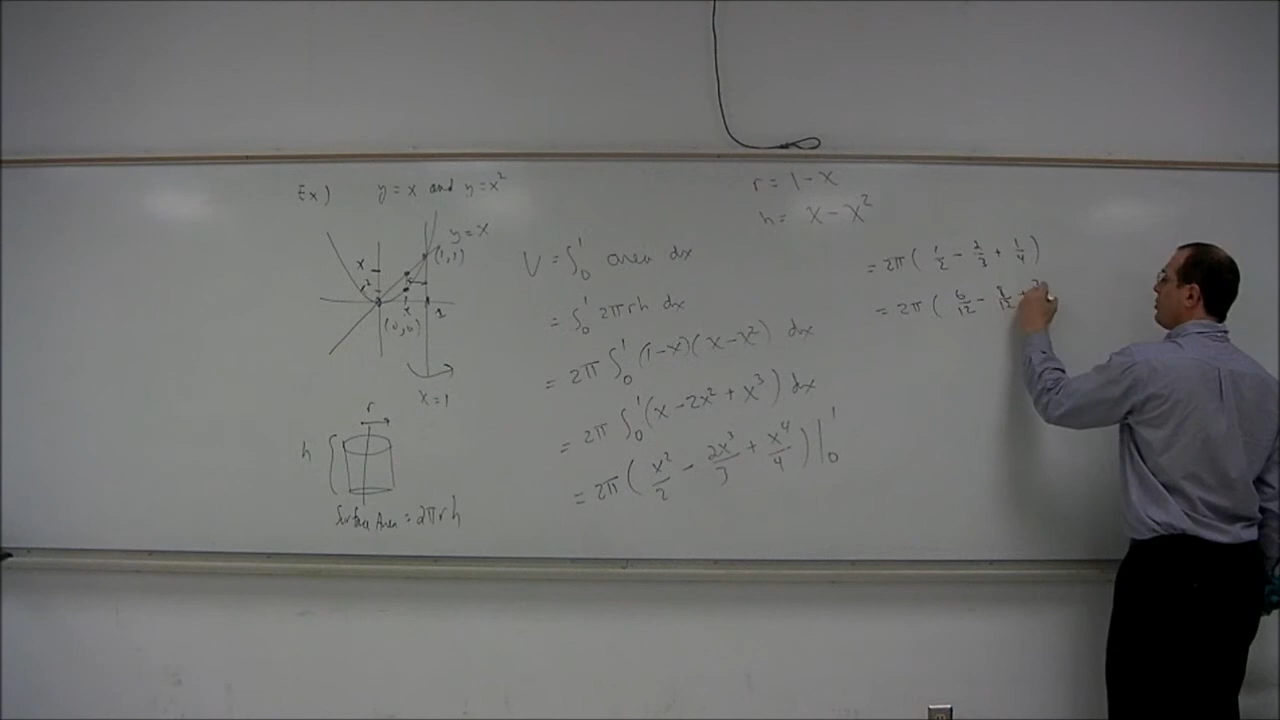 Ex) y = x and y = x²
y = x
(1,1)
x
x²
x
1
(0,0)
x = 1
r
h
Surface Area = 2πrh
V = ∫₀¹ area dx
= ∫₀¹ 2πrh dx
= 2π ∫₀¹ (1-x)(x-x²) dx
= 2π ∫₀¹ (x - 2x² + x³) dx
= 2π ( x²/2 - 2x³/3 + x⁴/4 ) |₀¹
r = 1-x
h = x - x²
= 2π ( 1/2 - 2/3 + 1/4 )
= 2π ( 6/12 - 8/12 +